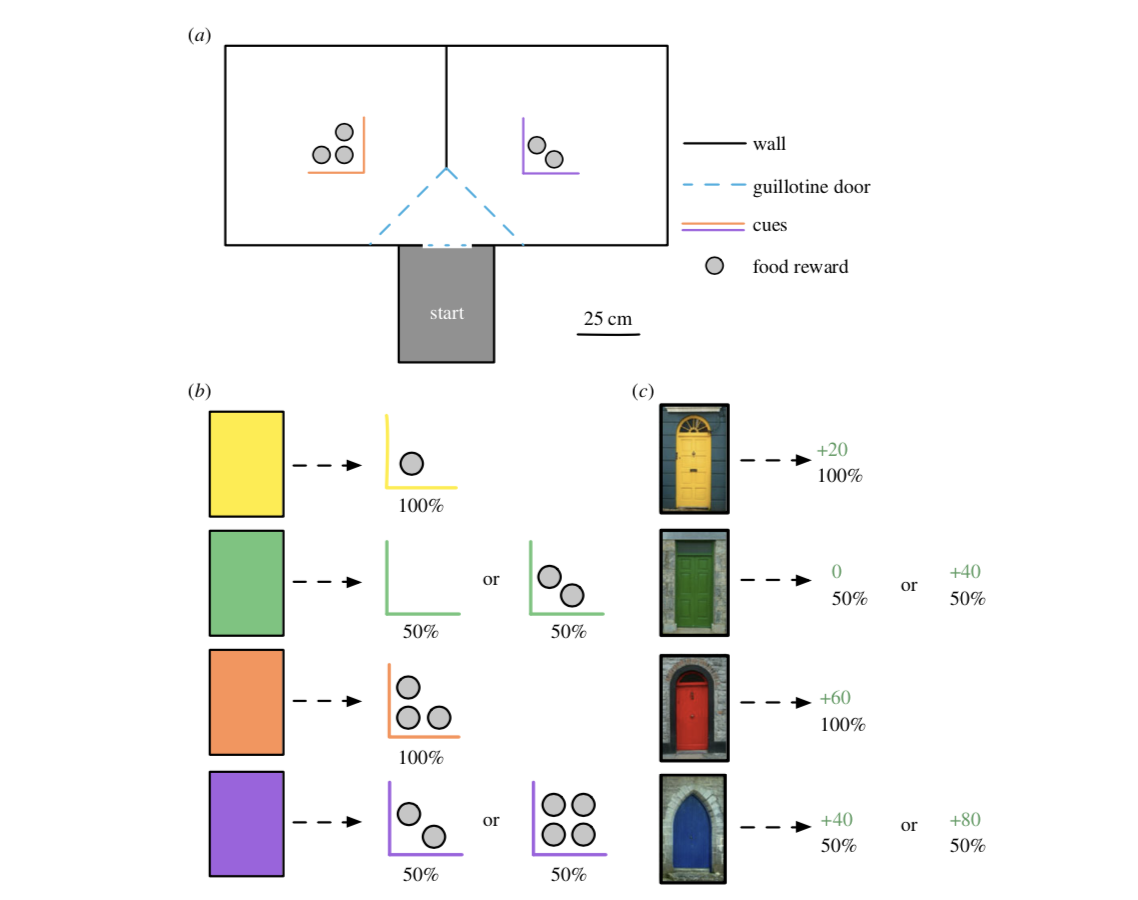 (a)
wall
guillotine door
cues
food reward
start
25 cm
(b)
100%
or
50%
50%
100%
or
50%
50%
(c)
+20
100%
0
or
+40
50%
50%
+60
100%
+40
or
+80
50%
50%